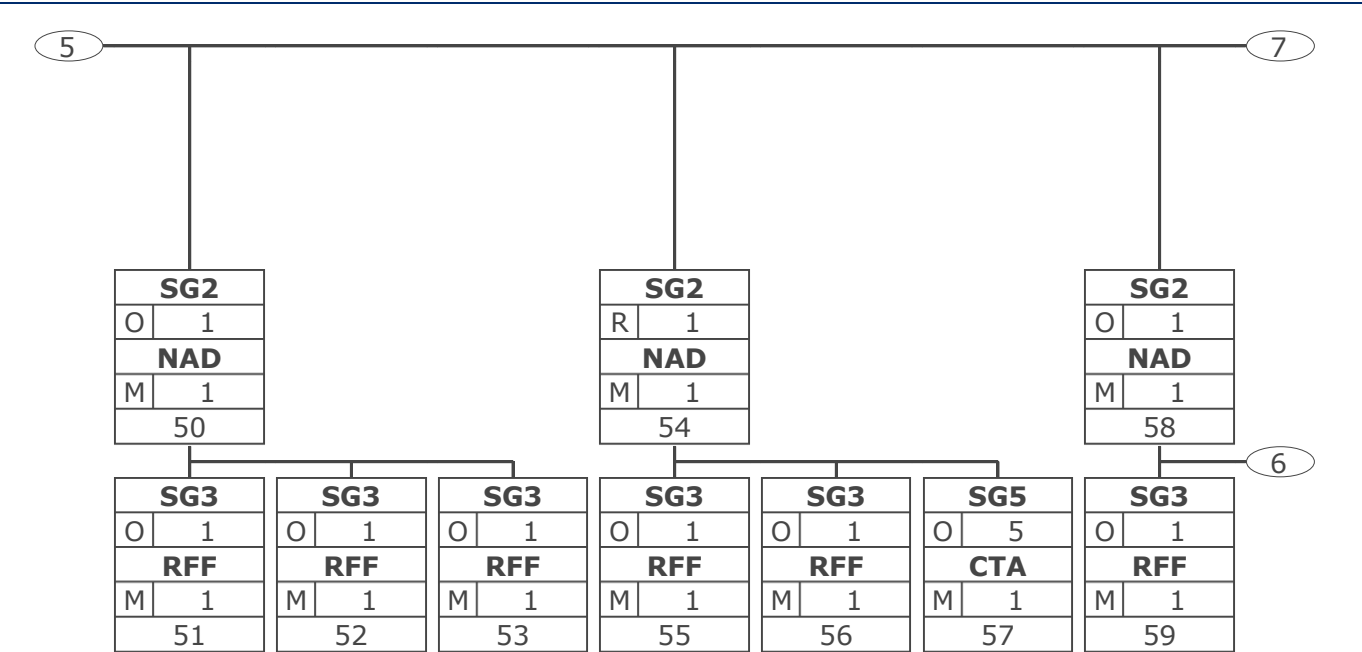 5 7
SG2 SG2 SG2
O 1 R 1 O 1
NAD NAD NAD
M 1 M 1 M 1
50 54 58
6
SG3 SG3 SG3 SG3 SG3 SG5 SG3
O 1 O 1 O 1 O 1 O 1 O 5 O 1
RFF RFF RFF RFF RFF CTA RFF
M 1 M 1 M 1 M 1 M 1 M 1 M 1
51 52 53 55 56 57 59